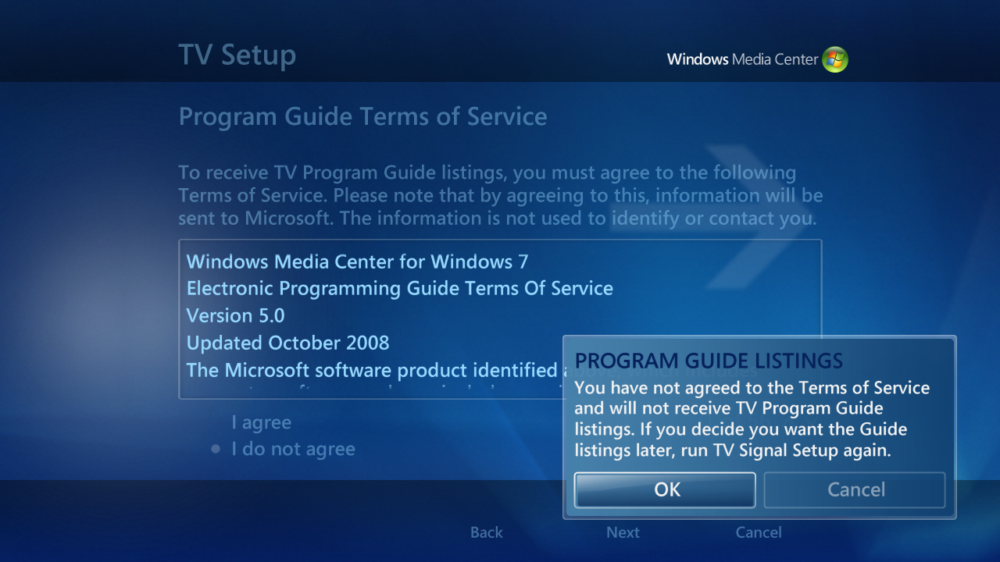 TV Setup
Windows Media Center
Program Guide Terms of Service
To receive TV Program Guide listings, you must agree to the following
Terms of Service. Please note that by agreeing to this, information will be
sent to Microsoft. The information is not used to identify or contact you.
Windows Media Center for Windows 7
Electronic Programming Guide Terms Of Service
Version 5.0
Updated October 2008
The Microsoft software product identified above, which includes
I agree
I do not agree
PROGRAM GUIDE LISTINGS
You have not agreed to the Terms of Service
and will not receive TV Program Guide
listings. If you decide you want the Guide
listings later, run TV Signal Setup again.
OK Cancel
Back Next Cancel